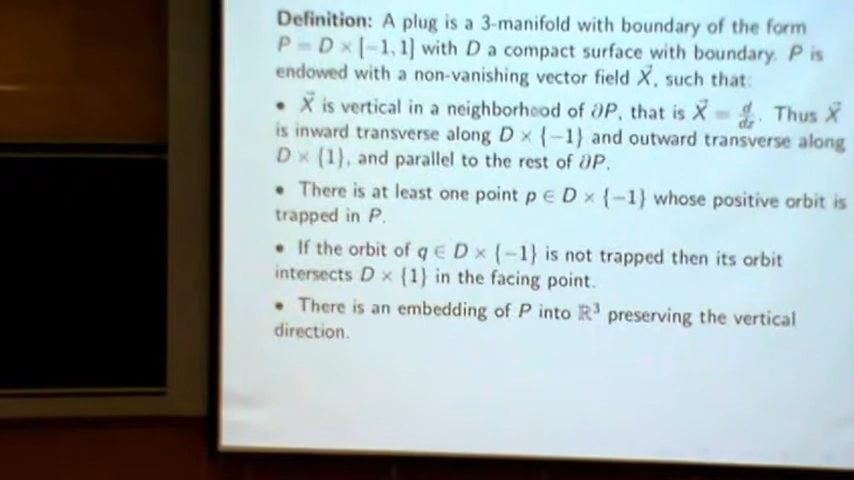 Definition: A plug is a 3-manifold with boundary of the form
P = D × [−1, 1] with D a compact surface with boundary. P is
endowed with a non-vanishing vector field X⃗, such that:
• X⃗ is vertical in a neighborhood of ∂P, that is X⃗ = d/dz. Thus X⃗
is inward transverse along D × {−1} and outward transverse along
D × {1}, and parallel to the rest of ∂P.
• There is at least one point p ∈ D × {−1} whose positive orbit is
trapped in P.
• If the orbit of q ∈ D × {−1} is not trapped then its orbit
intersects D × {1} in the facing point.
• There is an embedding of P into ℝ³ preserving the vertical
direction.